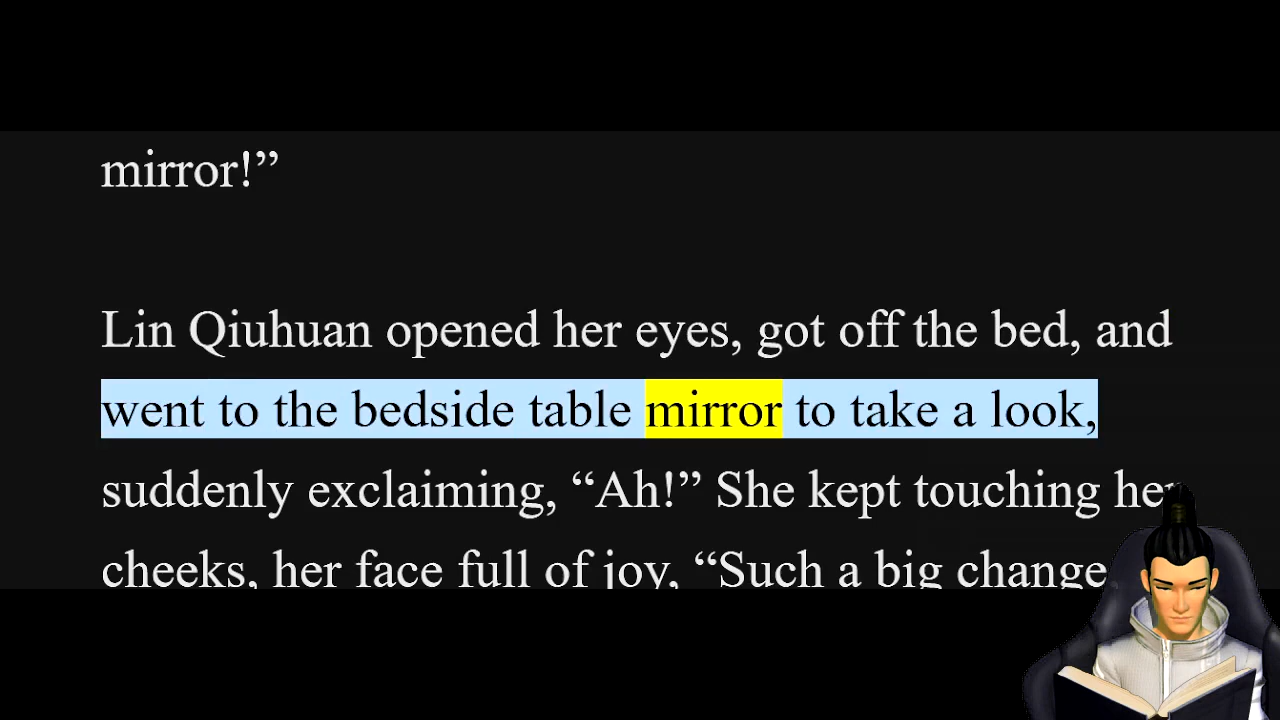 mirror!”
Lin Qiuhuan opened her eyes, got off the bed, and
went to the bedside table mirror to take a look,
suddenly exclaiming, “Ah!” She kept touching her
cheeks, her face full of joy, “Such a big change,